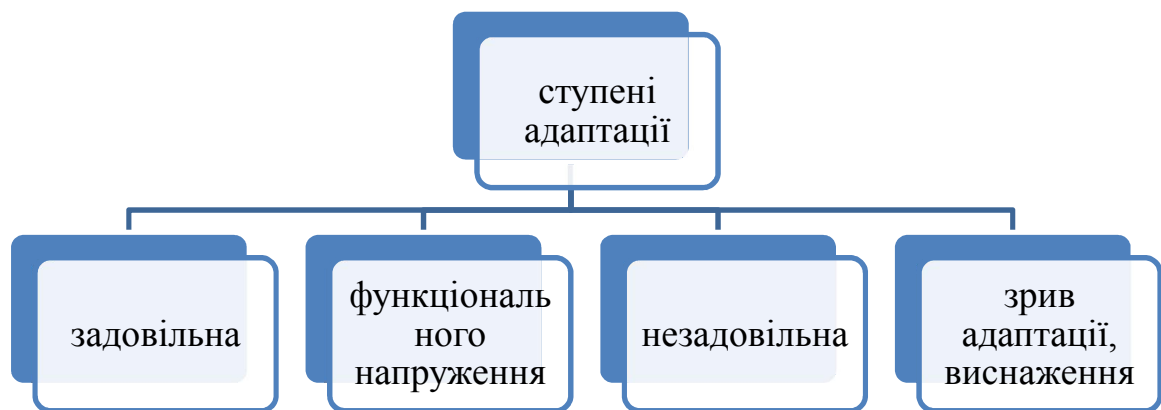 ступені
адаптації
задовільна
функціональ
ного
напруження
незадовільна
зрив
адаптації,
виснаження